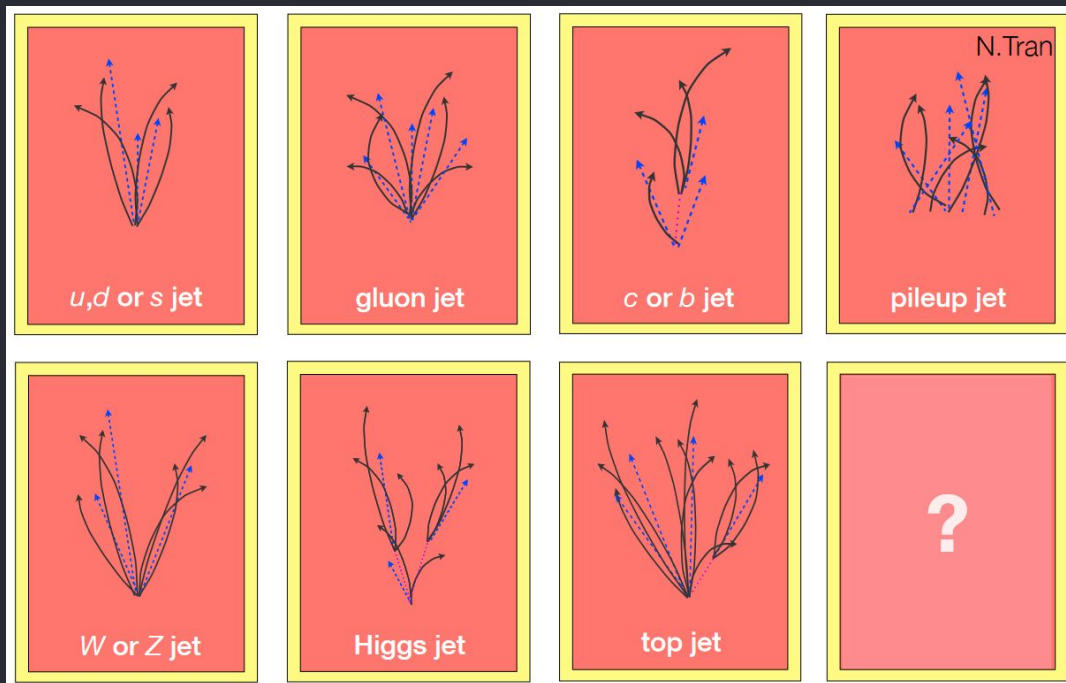 N.Tran
u,d or s jet
gluon jet
c or b jet
pileup jet
W or Z jet
Higgs jet
top jet
?